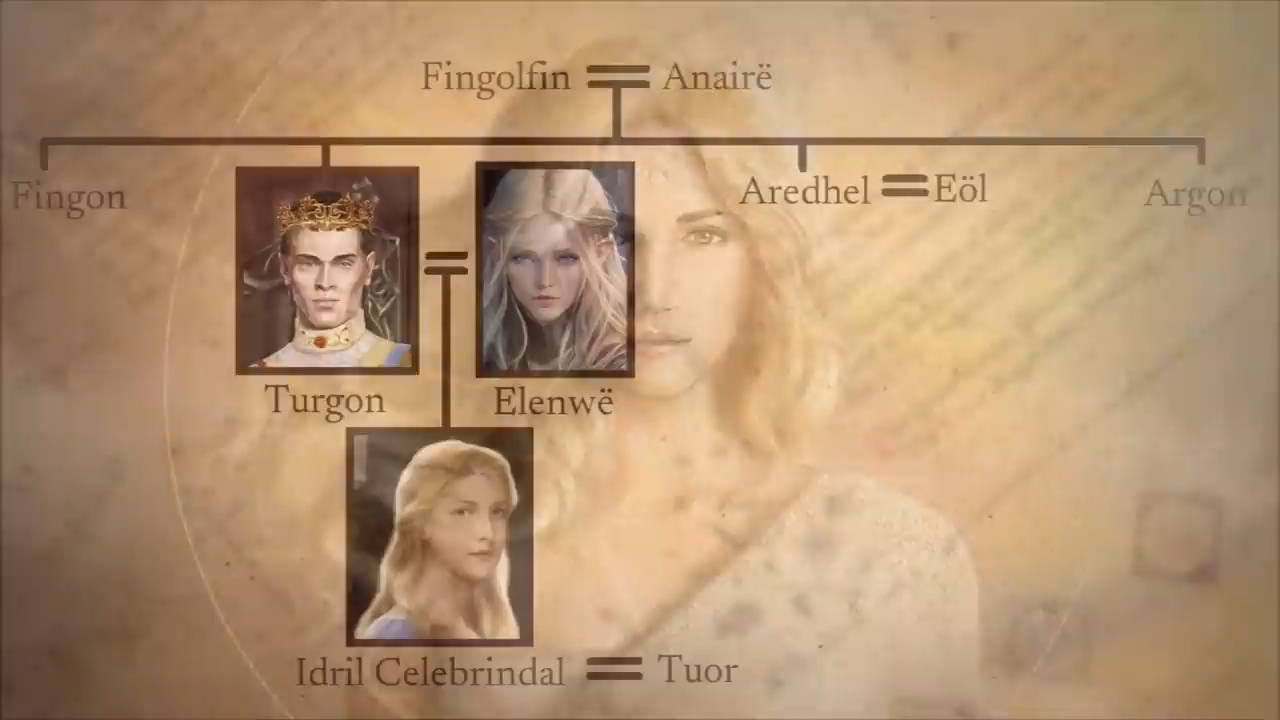 Fingolfin = Anairë
Fingon
Aredhel = Eöl
Argon
Turgon = Elenwë
Idril Celebrindal = Tuor